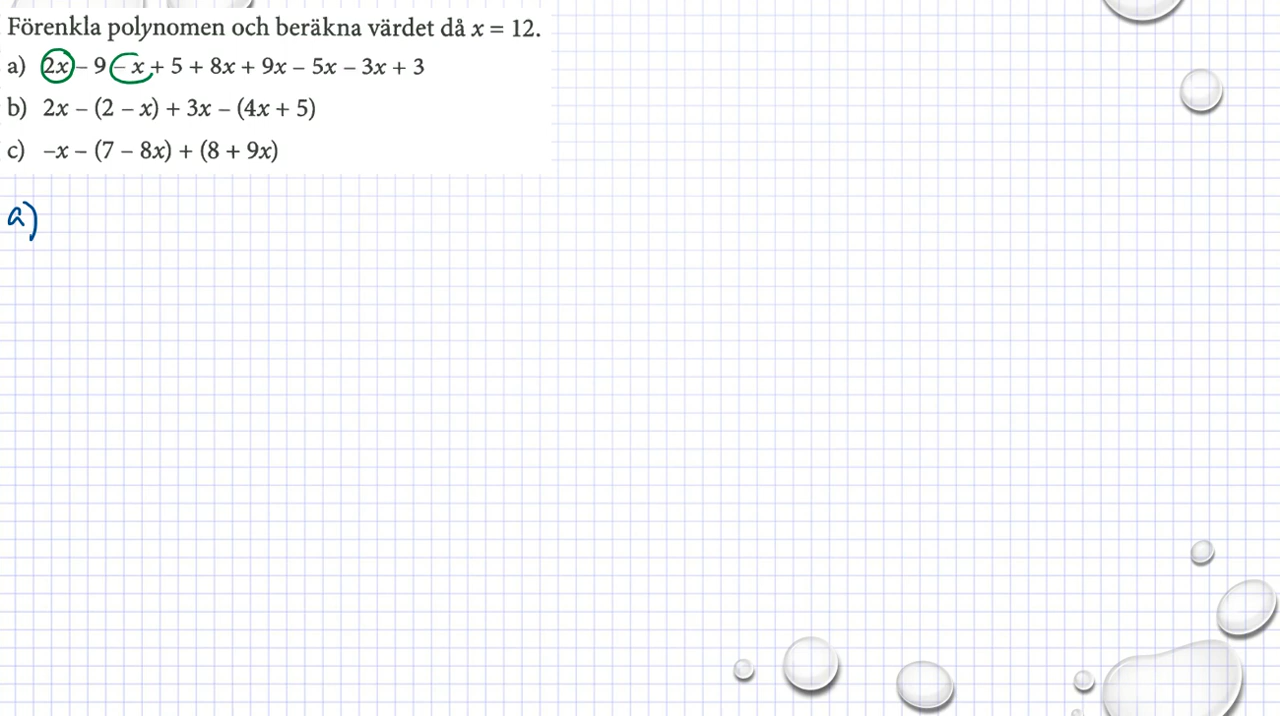 Förenkla polynomen och beräkna värdet då x = 12.
a) 2x – 9 – x + 5 + 8x + 9x – 5x – 3x + 3
b) 2x – (2 – x) + 3x – (4x + 5)
c) –x – (7 – 8x) + (8 + 9x)
a)